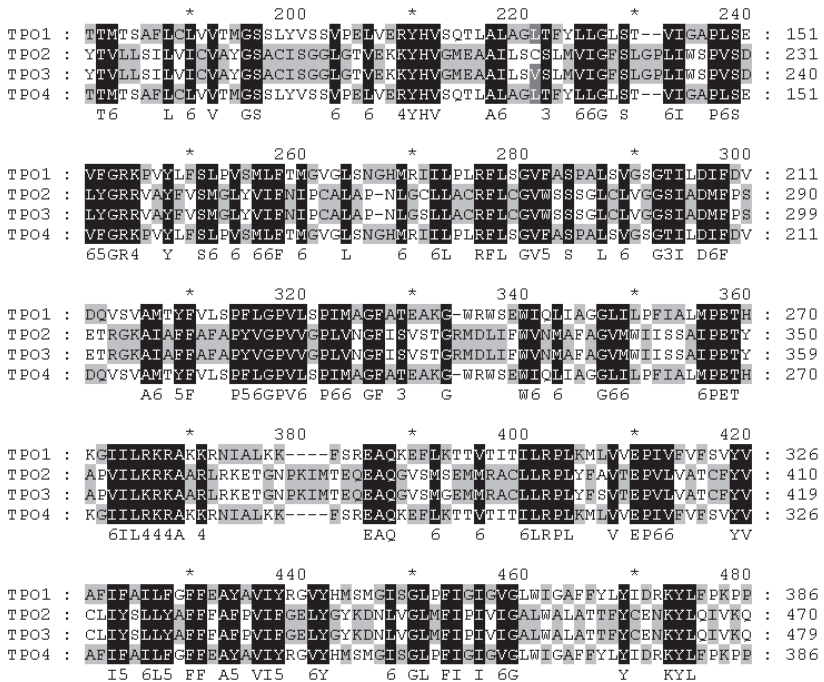 * 200 * 220 * 240
TPO1 : TTMTSAFLCLVVTMGSSLYVSSVPELVERYHVSQTLALAGLTFYLLGLST--VIGAPLSE : 151
TPO2 : YTVLLSILVICVAYGSACISGGLGTVEKKYHVGMEAAILSCSLMVIGFSLGPLIWSPVSD : 231
TPO3 : YTVLLSILVICVAYGSACISGGLGTVEKKYHVGMEAAILSVSLMVIGFSLGPLIWSPVSD : 240
TPO4 : TTMTSAFLCLVVTMGSSLYVSSVPELVERYHVSQTLALAGLTFYLLGLST--VIGAPLSE : 151
T6 L 6 V GS 6 6 4YHV A6 3 66G S 6I P6S
* 260 * 280 * 300
TPO1 : VFGRKPVYLFSLPVSMLFTMGVGLSNGHMRIILPLRFLSGVFASPALSVGSGTILDIFDV : 211
TPO2 : LYGRRVAYFVSMGLYVIFNIPCALAP-NLGCLLACRFLCGVWSSSGLCLVGGSIADMFPS : 290
TPO3 : LYGRRVAYFVSMGLYVIFNIPCALAP-NLGSLLACRFLCGVWSSSGLCLVGGSIADMFPS : 299
TPO4 : VFGRKPVYLFSLPVSMLFTMGVGLSNGHMRIILPLRFLSGVFASPALSVGSGTILDIFDV : 211
65GR4 Y S6 6 66F 6 L 6 6L RFL GV5 S L 6 G3I D6F
* 320 * 340 * 360
TPO1 : DQVSVAMTYFVLSPFLGPVLSPIMAGFATEAKG-WRWSEWIQLIAGGLILPFIALMPETH : 270
TPO2 : ETRGKAIAFFAFAPYVGPVVGPLVNGFISVSTGRMDLIFWVNMAFAGVMWIISSAIPETY : 350
TPO3 : ETRGKAIAFFAFAPYVGPVVGPLVNGFISVSTGRMDLIFWVNMAFAGVMWIISSAIPETY : 359
TPO4 : DQVSVAMTYFVLSPFLGPVLSPIMAGFATEAKG-WRWSEWIQLIAGGLILPFIALMPETH : 270
A6 5F P56GPV6 P66 GF 3 G W6 6 G66 6PET
* 380 * 400 * 420
TPO1 : KGIILRKRAKKRNIALKK----FSREAQKEFLKTTVTITILRPLKMLVVEPIVFVFSVYV : 326
TPO2 : APVILKRKAARLRKETGNPKIMTEQEAQGVSMSEMMRACLLRPLYFAVTEPVLVATCFYV : 410
TPO3 : APVILKRKAARLRKETGNPKIMTEQEAQGVSMGEMMRACLLRPLYFSVTEPVLVATCFYV : 419
TPO4 : KGIILRKRAKKRNIALKK----FSREAQKEFLKTTVTITILRPLKMLVVEPIVFVFSVYV : 326
6IL444A 4 EAQ 6 6 6LRPL V EP66 YV
* 440 * 460 * 480
TPO1 : AFIFAILFGFFEAYAVIYRGVYHMSMGISGLPFIGIGVGLWIGAFFYLYIDRKYLFPKPP : 386
TPO2 : CLIYSLLYAFFFAFPVIFGELYGYKDNLVGLMFIPIVIGALWALATTFYCENKYLQIVKQ : 470
TPO3 : CLIYSLLYAFFFAFPVIFGELYGYKDNLVGLMFIPIVIGALWALATTFYCENKYLQIVKQ : 479
TPO4 : AFIFAILFGFFEAYAVIYRGVYHMSMGISGLPFIGIGVGLWIGAFFYLYIDRKYLFPKPP : 386
I5 6L5 FF A5 VI5 6Y 6 GL FI I 6G Y KYL